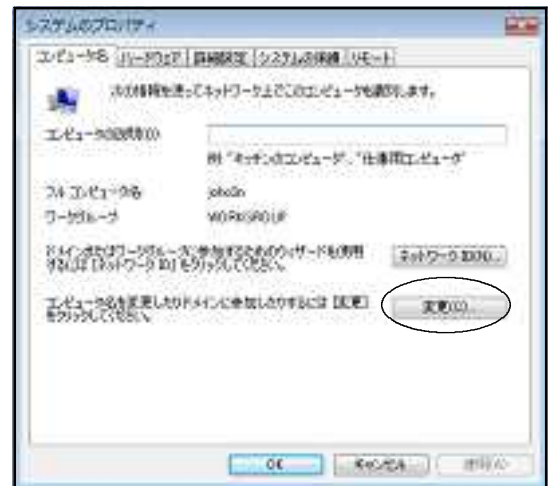 システムのプロパティ
コンピュータ名 ハードウェア 詳細設定 システムの保護 リモート
次の情報を使ってネットワーク上でこのコンピュータを識別します。
コンピュータの説明(D):
例: "キッチンのコンピュータ"、"仕事用コンピュータ"
フル コンピュータ名:
ワークグループ: WORKGROUP
ドメインまたはワークグループに参加するためのウィザードを使用
するには [ネットワーク ID] をクリックしてください。
ネットワーク ID(N)...
コンピュータ名を変更したりドメインに参加したりするには [変更]
をクリックしてください。
変更(C)...
OK キャンセル 適用(A)